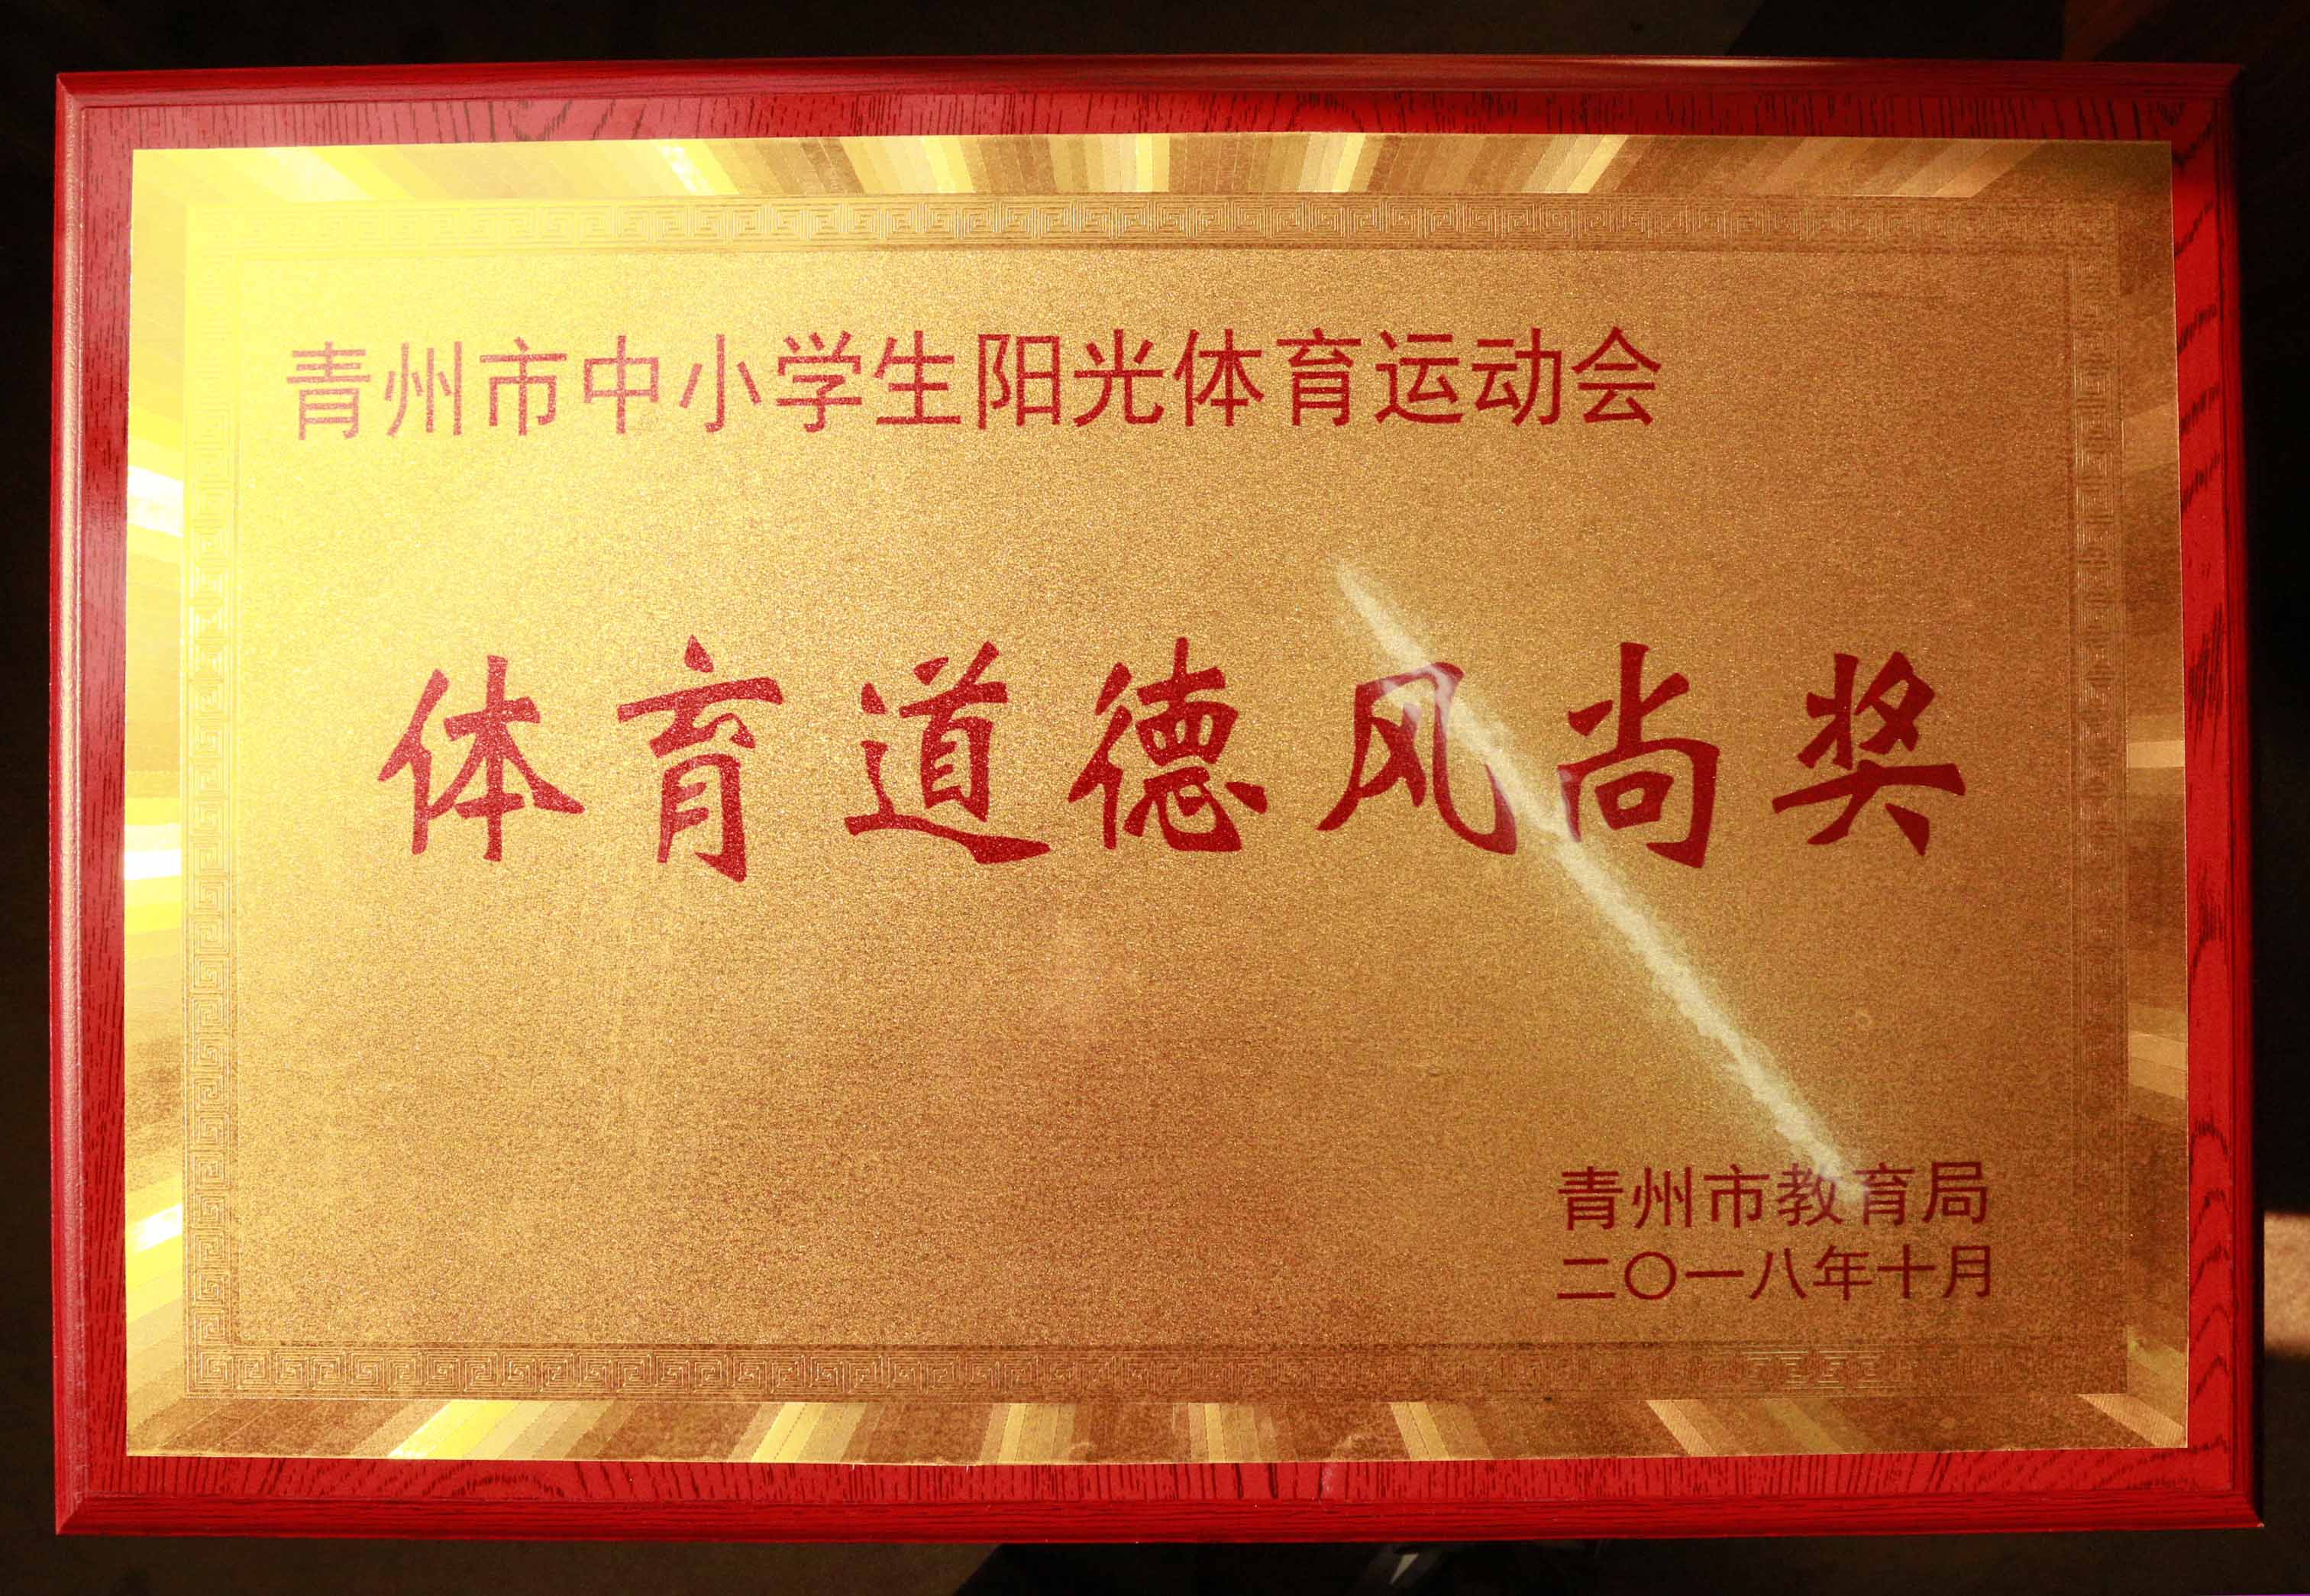 青州市中小学生阳光体育运动会
体育道德风尚奖
青州市教育局
二〇一八年十月